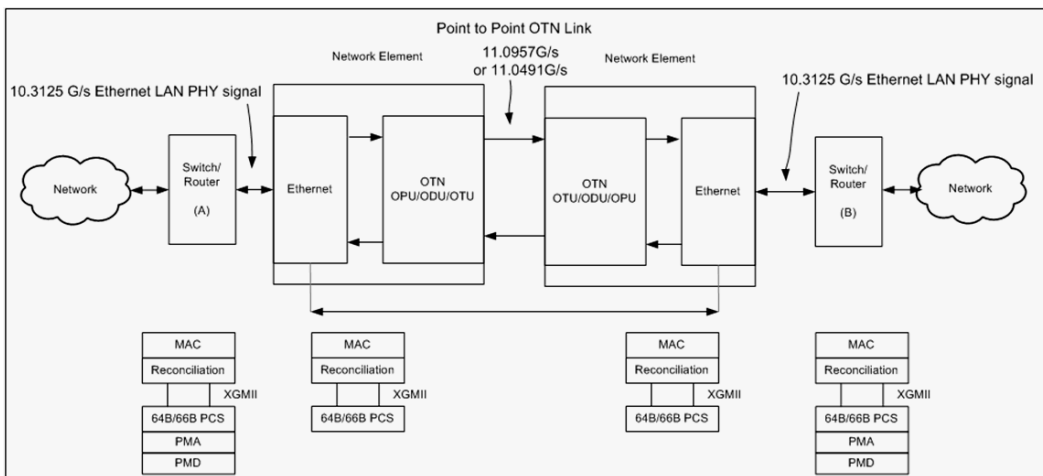 Point to Point OTN Link
Network Element
11.0957G/s
or 11.0491G/s
Network Element
10.3125 G/s Ethernet LAN PHY signal
10.3125 G/s Ethernet LAN PHY signal
Network
Switch/
Router
(A)
Ethernet
OTN
OPU/ODU/OTU
OTN
OTU/ODU/OPU
Ethernet
Switch/
Router
(B)
Network
MAC
Reconciliation
XGMII
64B/66B PCS
PMA
PMD
MAC
Reconciliation
XGMII
64B/66B PCS
MAC
Reconciliation
XGMII
64B/66B PCS
MAC
Reconciliation
XGMII
64B/66B PCS
PMA
PMD